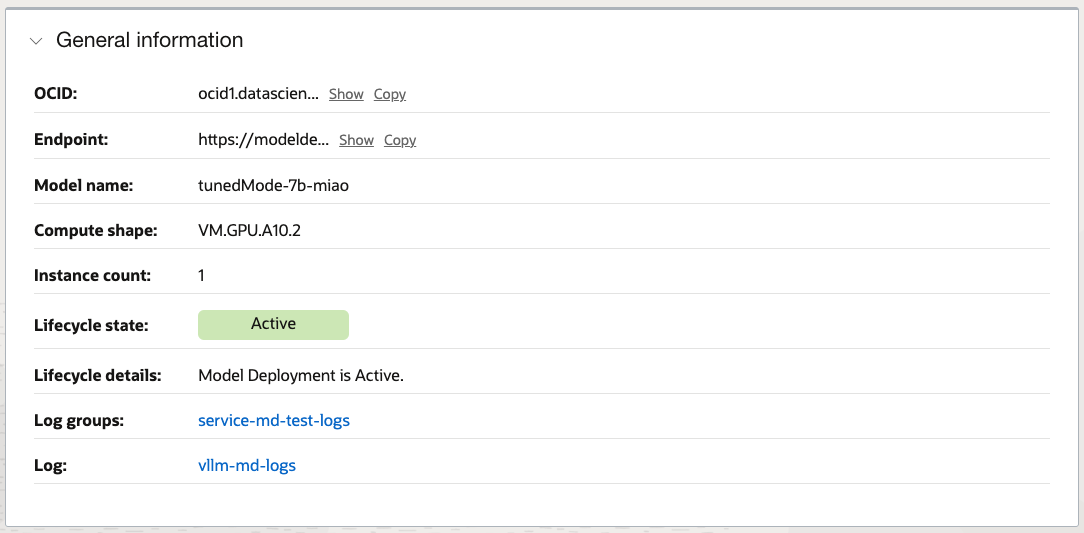 General information
OCID: ocid1.datascien... Show Copy
Endpoint: https://modelde... Show Copy
Model name: tunedMode-7b-miao
Compute shape: VM.GPU.A10.2
Instance count: 1
Lifecycle state: Active
Lifecycle details: Model Deployment is Active.
Log groups: service-md-test-logs
Log: vllm-md-logs